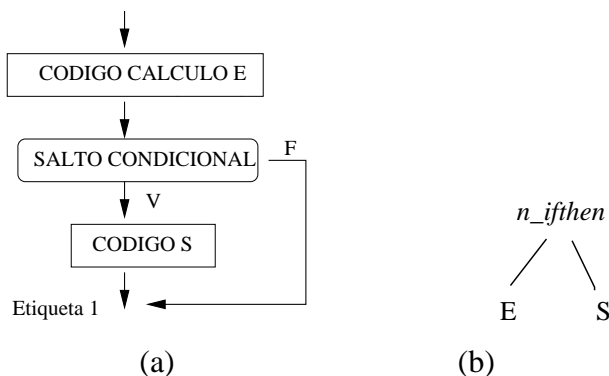 CODIGO CALCULO E
SALTO CONDICIONAL
F
V
CODIGO S
Etiqueta 1
(a)
n_ifthen
E
S
(b)